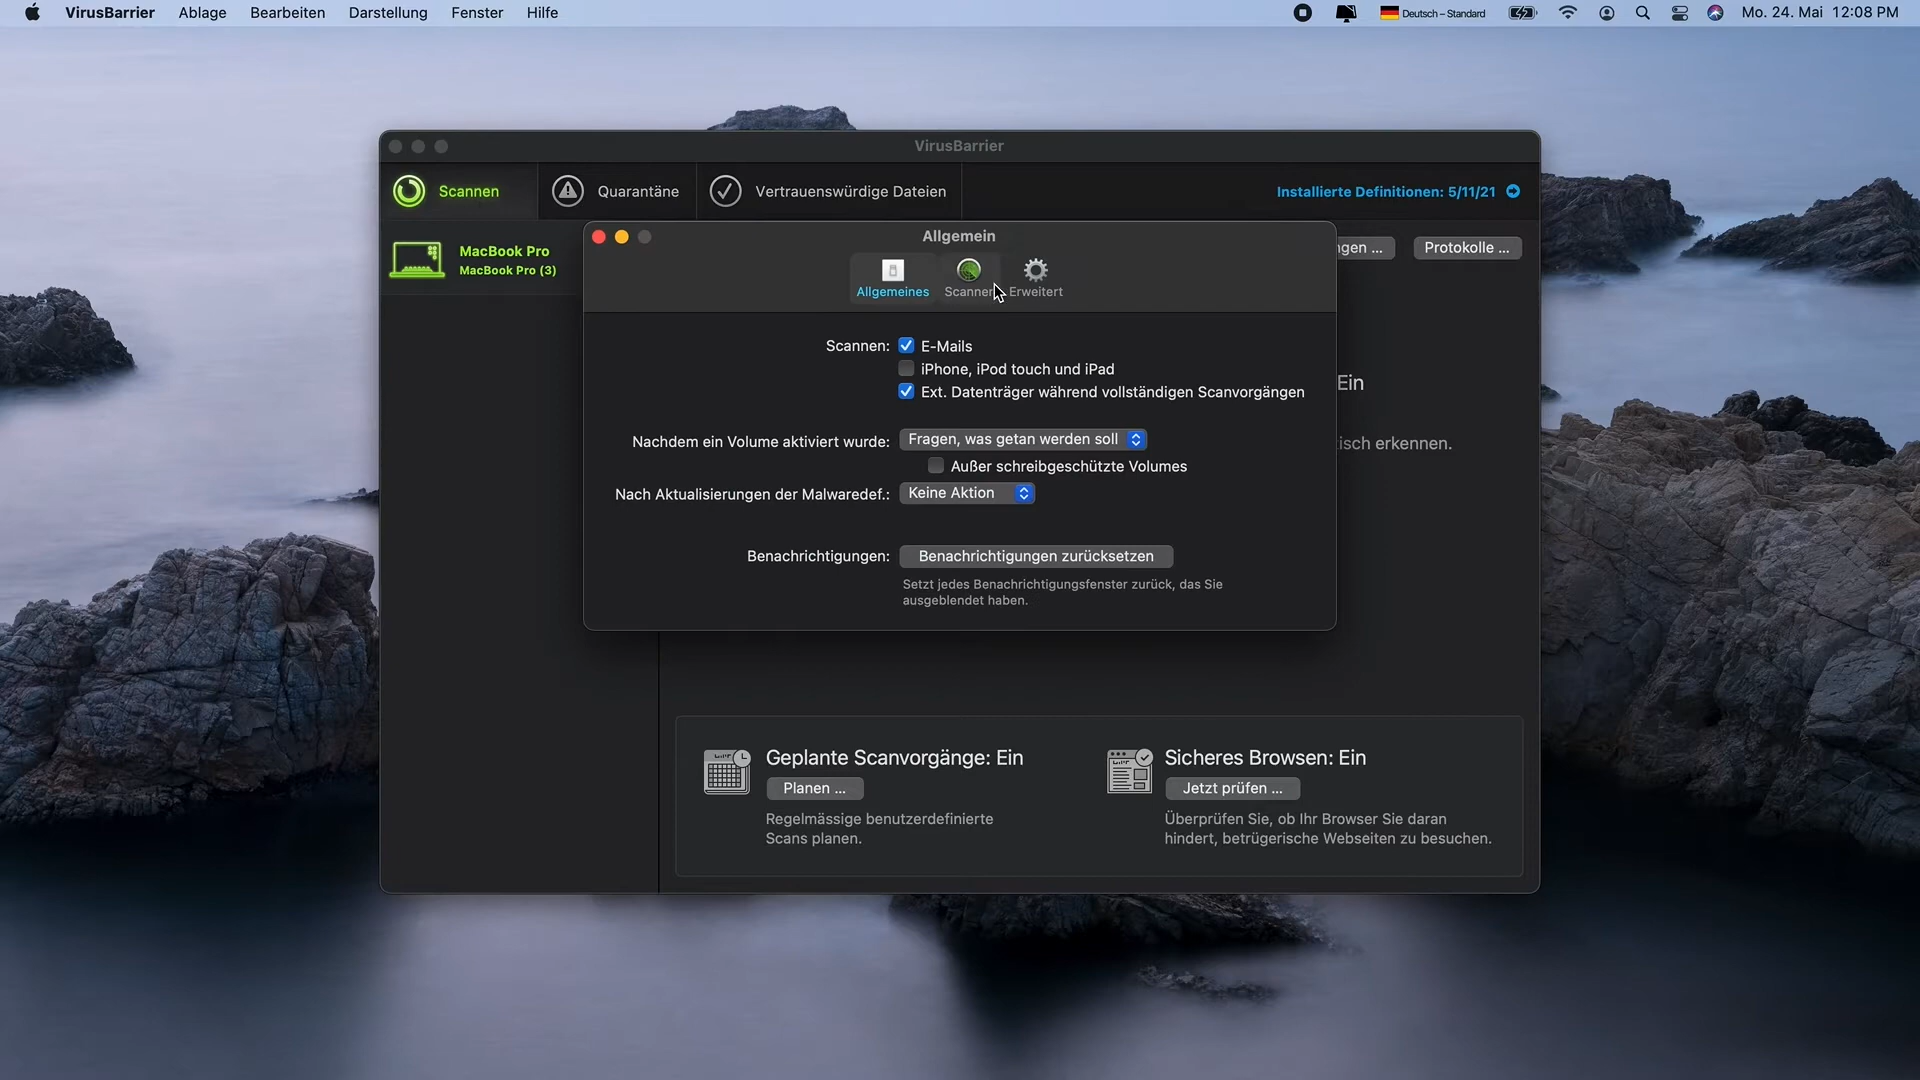 VirusBarrier Ablage Bearbeiten Darstellung Fenster Hilfe Deutsch – Standard Mo. 24. Mai 12:08 PM
VirusBarrier
Scannen Quarantäne Vertrauenswürdige Dateien Installierte Definitionen: 5/11/21
MacBook Pro
MacBook Pro (3)
Protokolle ...
Allgemein
Allgemeines Scannen Erweitert
Scannen: E-Mails
iPhone, iPod touch und iPad
Ext. Datenträger während vollständigen Scanvorgängen
Nachdem ein Volume aktiviert wurde: Fragen, was getan werden soll
Außer schreibgeschützte Volumes
Nach Aktualisierungen der Malwaredef.: Keine Aktion
Benachrichtigungen: Benachrichtigungen zurücksetzen
Setzt jedes Benachrichtigungsfenster zurück, das Sie
ausgeblendet haben.
Ein
erkennen.
Geplante Scanvorgänge: Ein
Planen ...
Regelmässige benutzerdefinierte
Scans planen.
Sicheres Browsen: Ein
Jetzt prüfen ...
Überprüfen Sie, ob Ihr Browser Sie daran
hindert, betrügerische Webseiten zu besuchen.